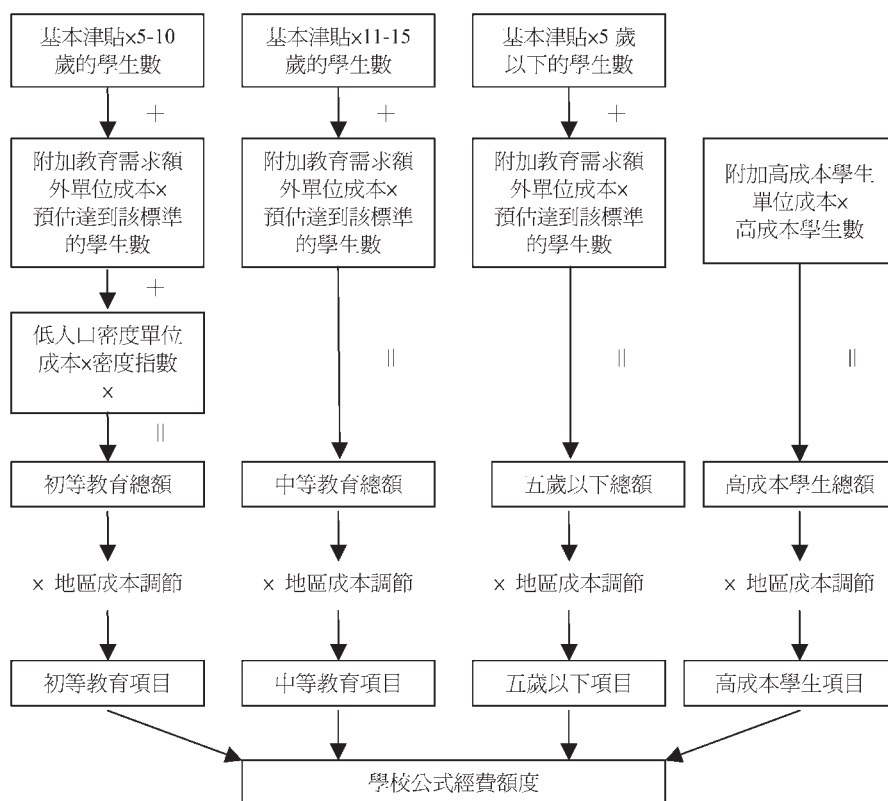 基本津貼×5-10
歲的學生數
基本津貼×11-15
歲的學生數
基本津貼×5 歲
以下的學生數
＋
＋
＋
附加教育需求額
外單位成本×
預估達到該標準
的學生數
附加教育需求額
外單位成本×
預估達到該標準
的學生數
附加教育需求額
外單位成本×
預估達到該標準
的學生數
附加高成本學生
單位成本×
高成本學生數
＋
低人口密度單位
成本×密度指數
×
||
||
||
||
初等教育總額
中等教育總額
五歲以下總額
高成本學生總額
× 地區成本調節
× 地區成本調節
× 地區成本調節
× 地區成本調節
初等教育項目
中等教育項目
五歲以下項目
高成本學生項目
學校公式經費額度